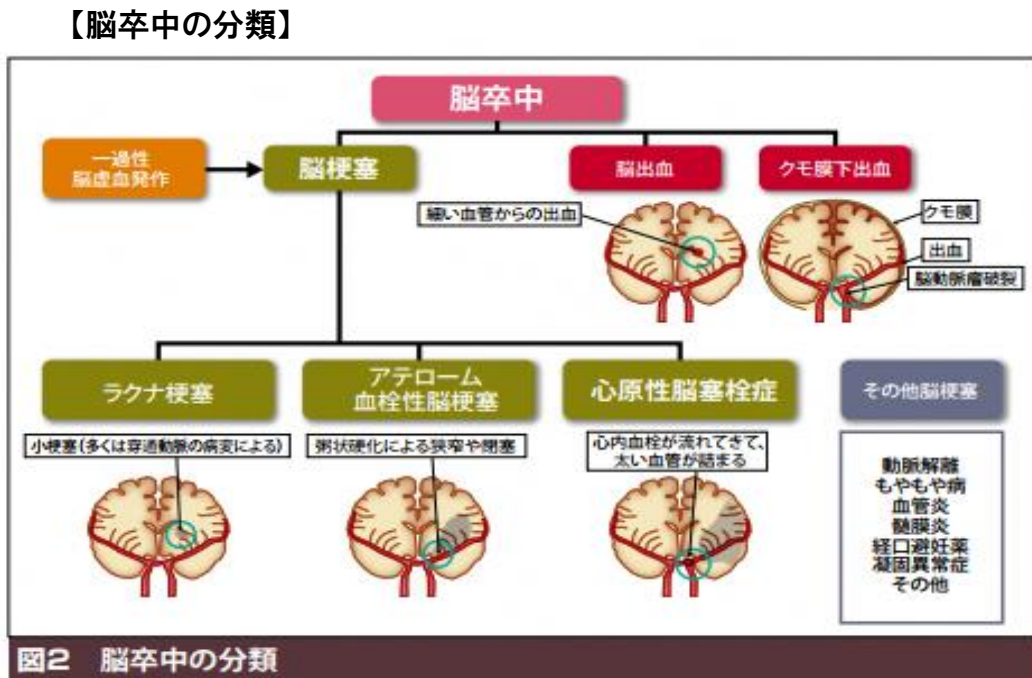 【脳卒中の分類】
脳卒中
一過性
脳虚血発作
脳梗塞
脳出血
クモ膜下出血
細い血管からの出血
クモ膜
出血
脳動脈瘤破裂
ラクナ梗塞
アテローム
血栓性脳梗塞
心原性脳塞栓症
その他脳梗塞
小梗塞(多くは穿通動脈の病変による)
粥状硬化による狭窄や閉塞
心内血栓が流れてきて、
太い血管が詰まる
動脈解離
もやもや病
血管炎
髄膜炎
経口避妊薬
凝固異常症
その他
図2 脳卒中の分類